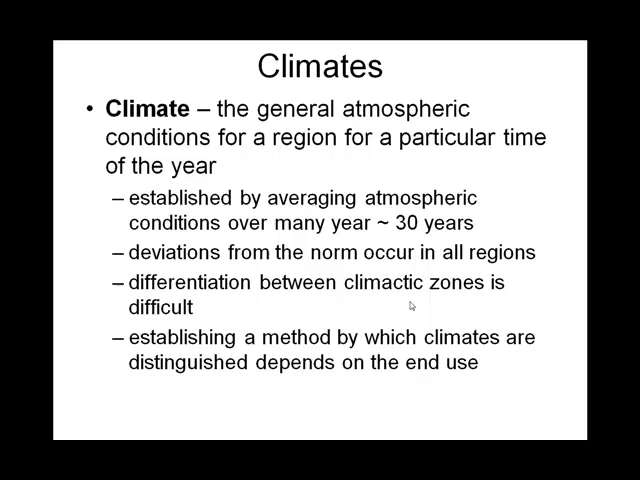 Climates
• Climate – the general atmospheric
conditions for a region for a particular time
of the year
– established by averaging atmospheric
conditions over many year ~ 30 years
– deviations from the norm occur in all regions
– differentiation between climactic zones is
difficult
– establishing a method by which climates are
distinguished depends on the end use